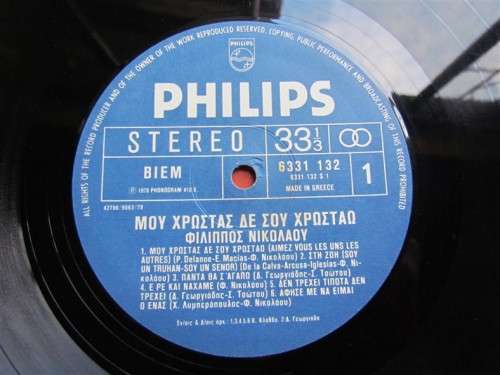 ALL RIGHTS OF THE RECORD PRODUCER AND OF THE OWNER OF THE WORK REPRODUCED RESERVED. COPYING, PUBLIC PERFORMANCE AND BROADCASTING OF THIS RECORD PROHIBITED
PHILIPS
PHILIPS
STEREO 33 1/3
BIEM
6331 132
6331 132 S 1
1
℗ 1979 PHONOGRAM
MADE IN GREECE
ΜΟΥ ΧΡΩΣΤΑΣ ΔΕ ΣΟΥ ΧΡΩΣΤΑΩ
ΦΙΛΙΠΠΟΣ ΝΙΚΟΛΑΟΥ
1. ΜΟΥ ΧΡΩΣΤΑΣ ΔΕ ΣΟΥ ΧΡΩΣΤΑΩ (AIMEZ VOUS LES UNS LES
AUTRES) (P. Delanoe-E. Macias-Φ. Νικολάου) 2. ΣΤΗ ΖΩΗ (SOY
UN TRUHAN-SOY UN SENOR) (De la Calva-Arcusa-Iglesias-Φ. Νι-
κολάου) 3. ΠΑΝΤΑ ΘΑ Σ'ΑΓΑΠΩ (Δ. Γεωργιάδης-Σ. Τσώτου)
4. Ε ΡΕ ΚΑΙ ΝΑΧΑΜΕ (Φ. Νικολάου) 5. ΔΕΝ ΤΡΕΧΕΙ ΤΙΠΟΤΑ ΔΕΝ
ΤΡΕΧΕΙ (Δ. Γεωργιάδης-Σ. Τσώτου) 6. ΑΦΗΣΕ ΜΕ ΝΑ ΕΙΜΑΙ
Ο ΕΝΑΣ (Χ. Λυμπερόπουλος-Φ. Νικολάου)